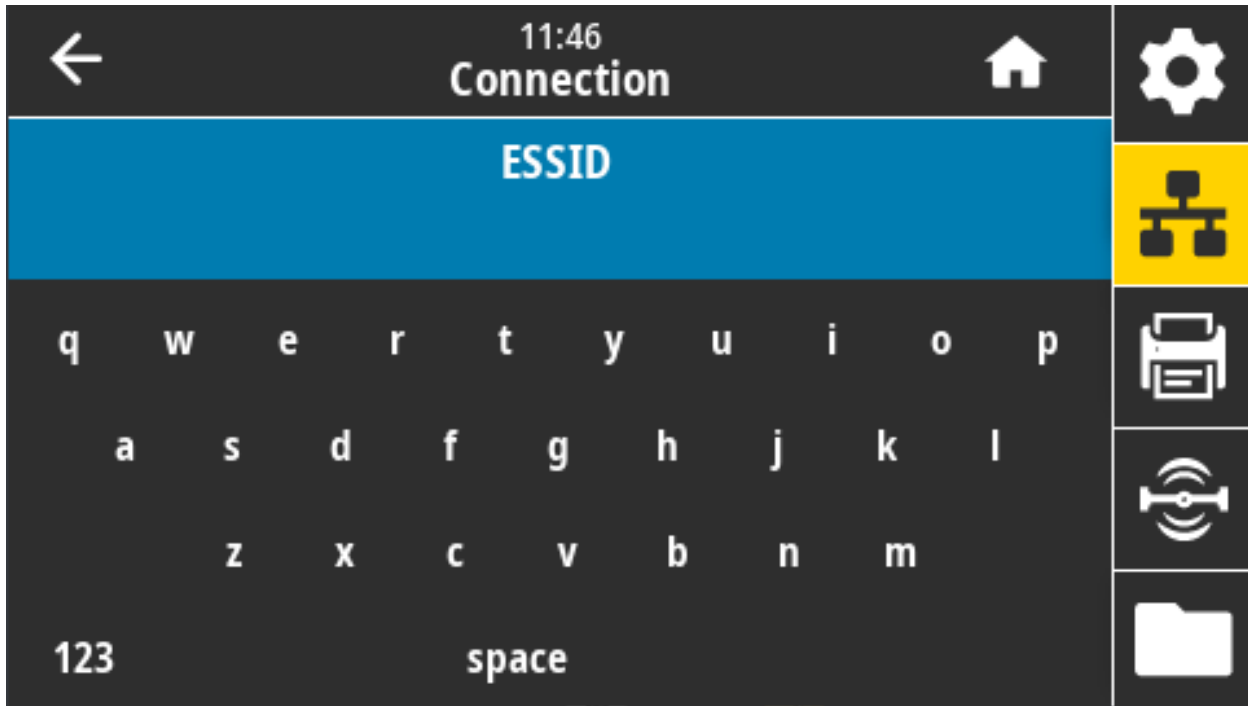 11:46
Connection
ESSID
q w e r t y u i o p
a s d f g h j k l
z x c v b n m
123 space